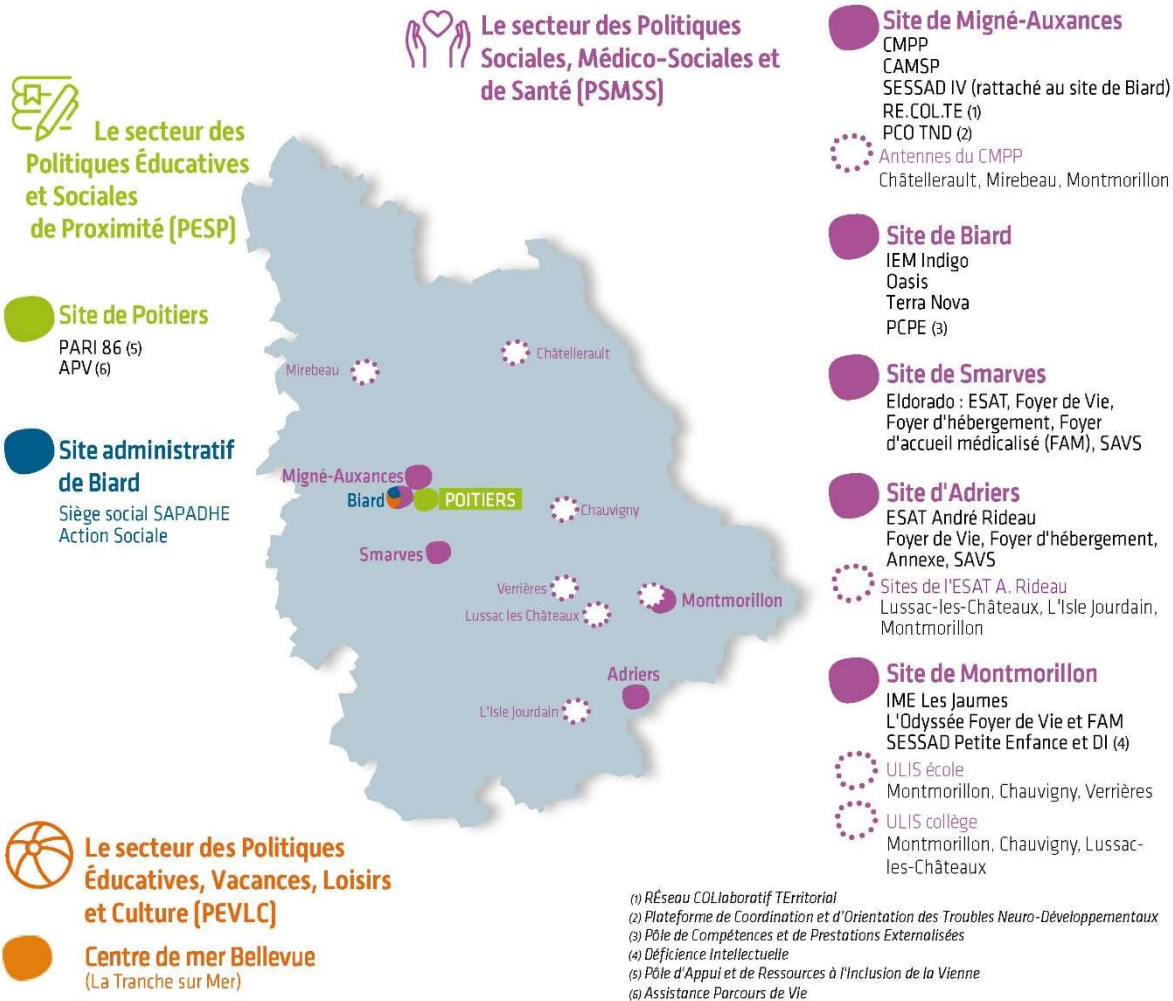 Le secteur des Politiques
Sociales, Médico-Sociales et
de Santé (PSMSS)
Le secteur des
Politiques Éducatives
et Sociales
de Proximité (PESP)
Site de Poitiers
PARI 86 (5)
APV (6)
Site administratif
de Biard
Siège social SAPADHE
Action Sociale
Mirebeau
Châtellerault
Migné-Auxances
Biard
POITIERS
Chauvigny
Smarves
Verrières
Montmorillon
Lussac les Châteaux
Adriers
L'Isle Jourdain
Le secteur des Politiques
Éducatives, Vacances, Loisirs
et Culture (PEVLC)
Centre de mer Bellevue
(La Tranche sur Mer)
Site de Migné-Auxances
CMPP
CAMSP
SESSAD IV (rattaché au site de Biard)
RE.COL.TE (1)
PCO TND (2)
Antennes du CMPP
Châtellerault, Mirebeau, Montmorillon
Site de Biard
IEM Indigo
Oasis
Terra Nova
PCPE (3)
Site de Smarves
Eldorado : ESAT, Foyer de Vie,
Foyer d'hébergement, Foyer
d'accueil médicalisé (FAM), SAVS
Site d'Adriers
ESAT André Rideau
Foyer de Vie, Foyer d'hébergement,
Annexe, SAVS
Sites de l'ESAT A. Rideau
Lussac-les-Châteaux, L'Isle Jourdain,
Montmorillon
Site de Montmorillon
IME Les Jaumes
L'Odyssée Foyer de Vie et FAM
SESSAD Petite Enfance et DI (4)
ULIS école
Montmorillon, Chauvigny, Verrières
ULIS collège
Montmorillon, Chauvigny, Lussac-
les-Châteaux
(1) RÉseau COLlaboratif TErritorial
(2) Plateforme de Coordination et d'Orientation des Troubles Neuro-Développementaux
(3) Pôle de Compétences et de Prestations Externalisées
(4) Déficience Intellectuelle
(5) Pôle d'Appui et de Ressources à l'Inclusion de la Vienne
(6) Assistance Parcours de Vie